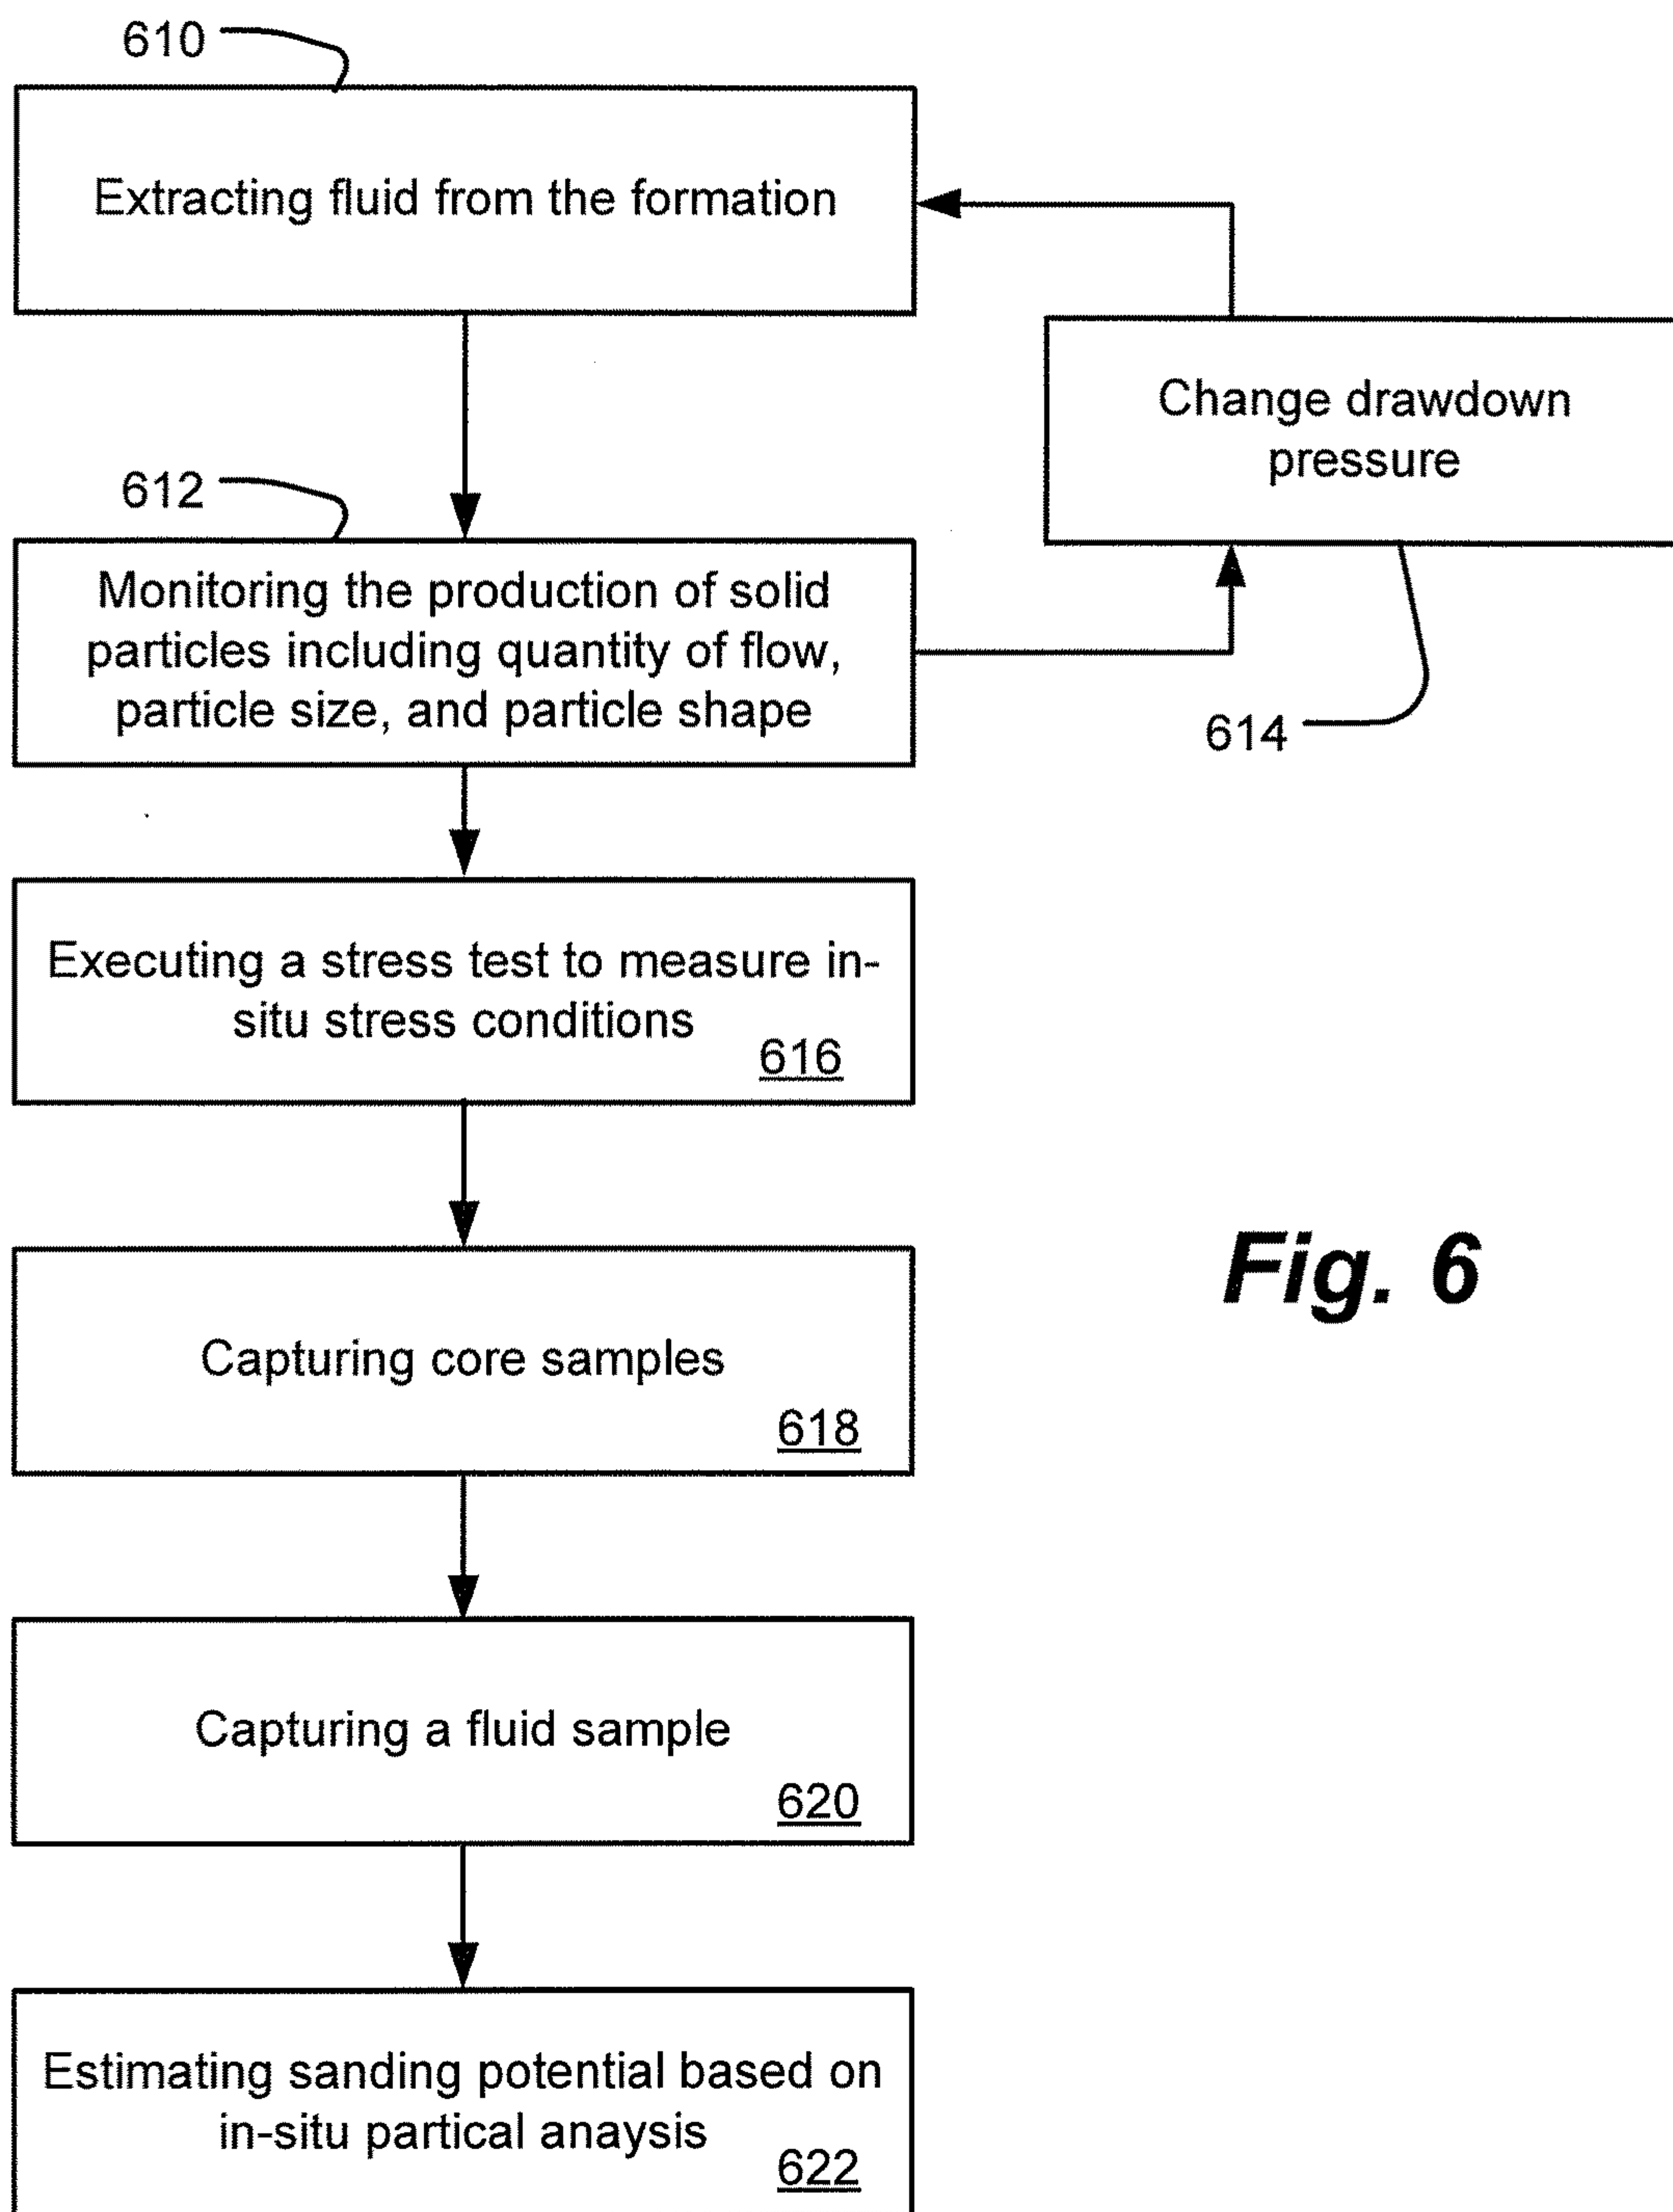 610
Extracting fluid from the formation
Change drawdown
pressure
612
Monitoring the production of solid
particles including quantity of flow,
particle size, and particle shape
614
Executing a stress test to measure in-
situ stress conditions
616
Fig. 6
Capturing core samples
618
Capturing a fluid sample
620
Estimating sanding potential based on
in-situ partical anaysis
622